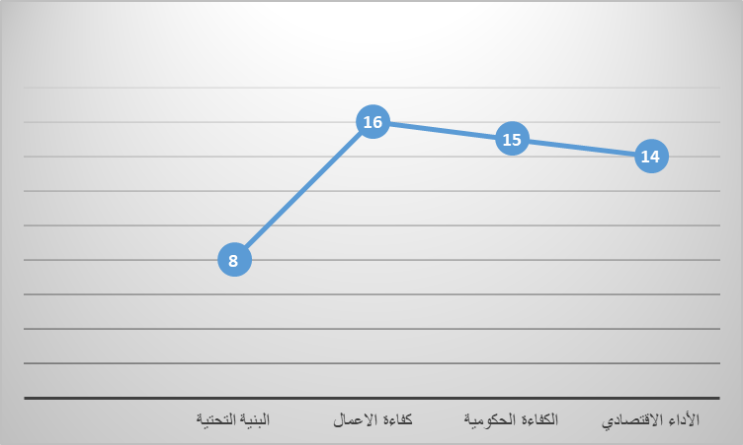 16
15
14
8
البنية التحتية
كفاءة الاعمال
الكفاءة الحكومية
الأداء الاقتصادي